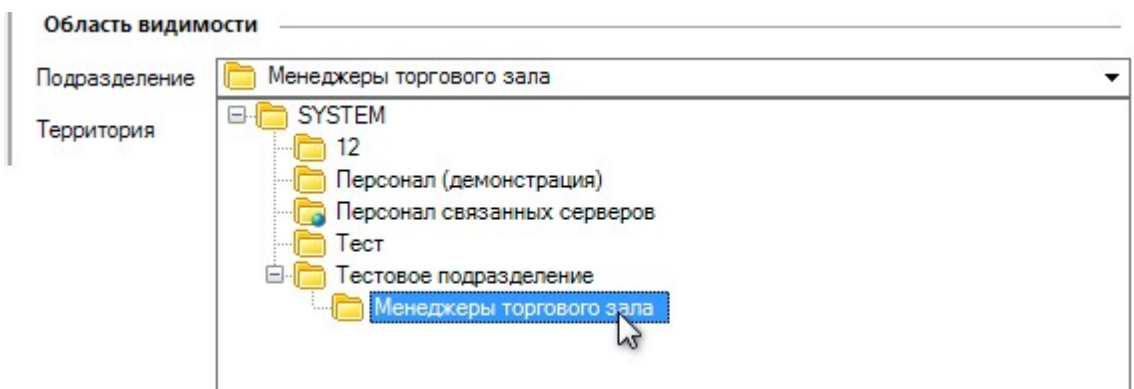 Область видимости
Подразделение
Менеджеры торгового зала
Территория
SYSTEM
12
Персонал (демонстрация)
Персонал связанных серверов
Тест
Тестовое подразделение
Менеджеры торгового зала